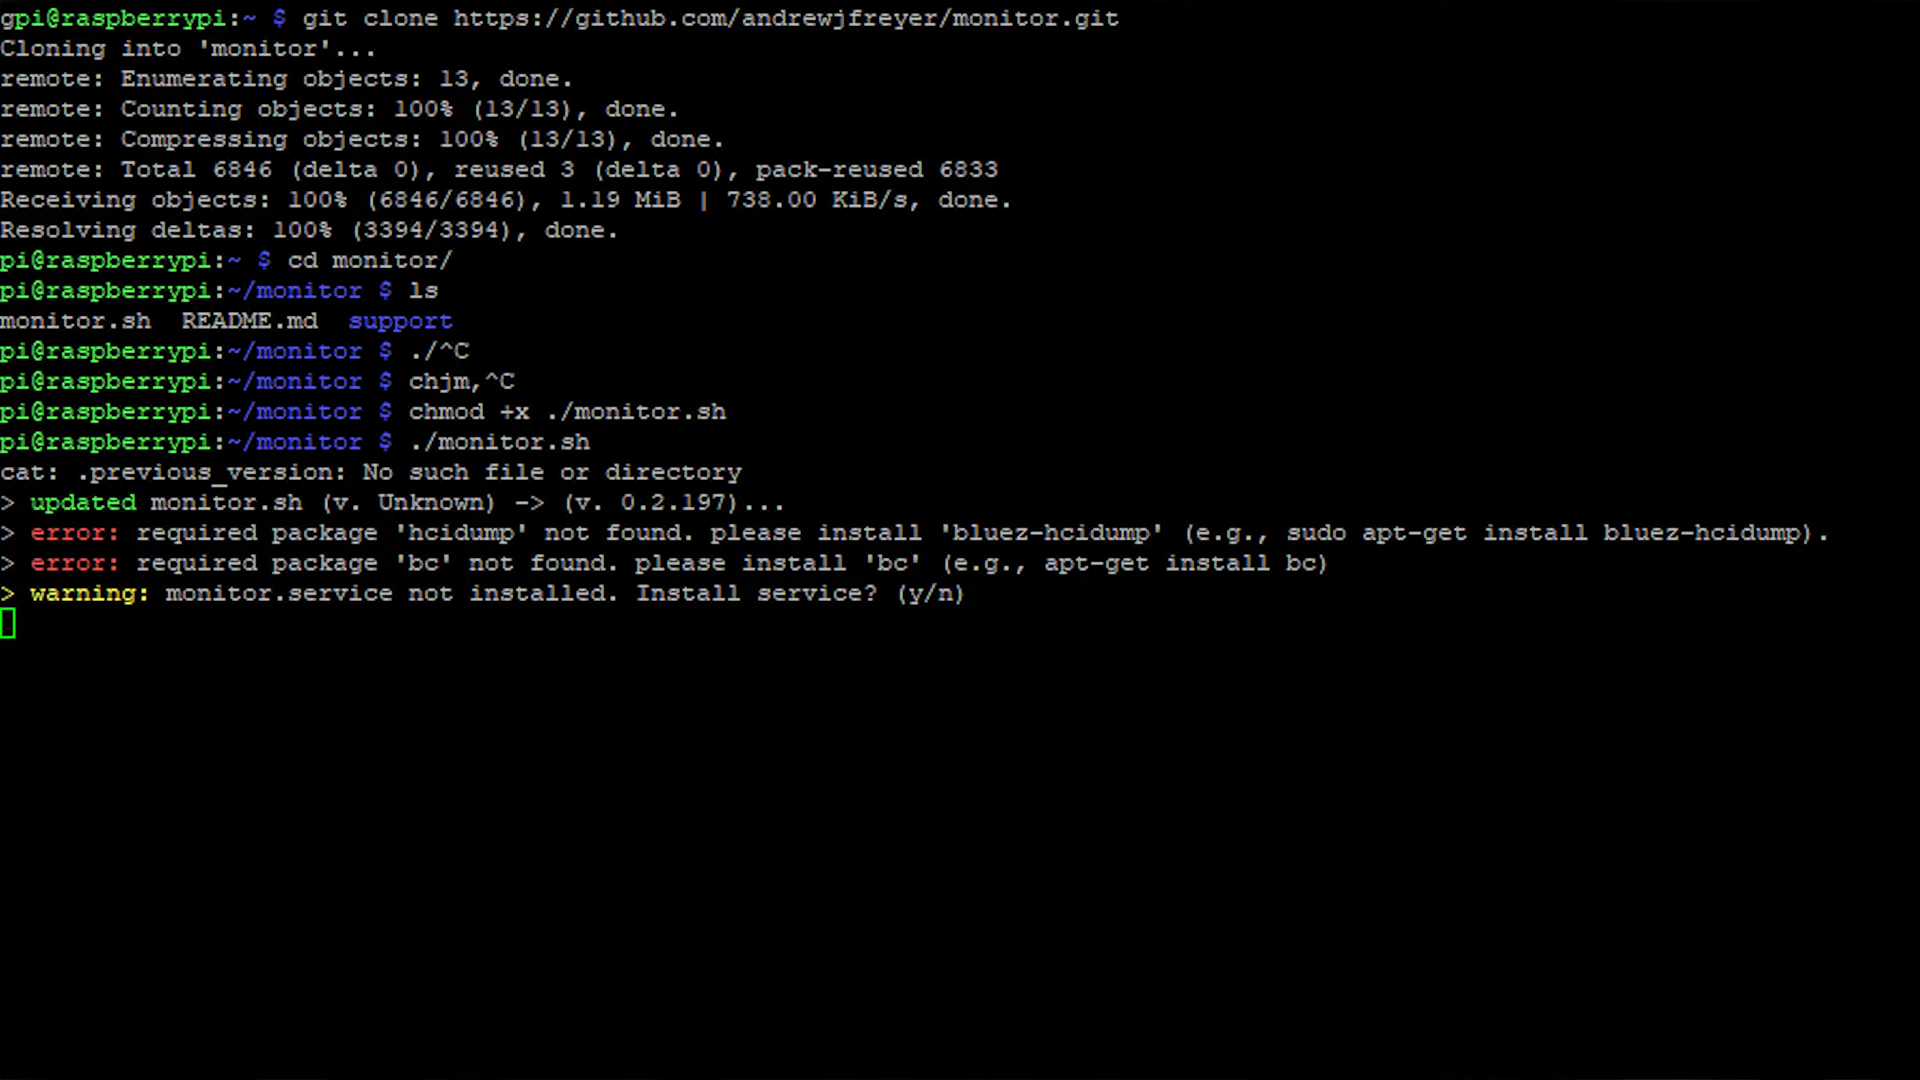 gpi@raspberrypi:~ $ git clone https://github.com/andrewjfreyer/monitor.git
Cloning into 'monitor'...
remote: Enumerating objects: 13, done.
remote: Counting objects: 100% (13/13), done.
remote: Compressing objects: 100% (13/13), done.
remote: Total 6846 (delta 0), reused 3 (delta 0), pack-reused 6833
Receiving objects: 100% (6846/6846), 1.19 MiB | 738.00 KiB/s, done.
Resolving deltas: 100% (3394/3394), done.
pi@raspberrypi:~ $ cd monitor/
pi@raspberrypi:~/monitor $ ls
monitor.sh  README.md  support
pi@raspberrypi:~/monitor $ ./^C
pi@raspberrypi:~/monitor $ chjm,^C
pi@raspberrypi:~/monitor $ chmod +x ./monitor.sh
pi@raspberrypi:~/monitor $ ./monitor.sh
cat: .previous_version: No such file or directory
> updated monitor.sh (v. Unknown) -> (v. 0.2.197)...
> error: required package 'hcidump' not found. please install 'bluez-hcidump' (e.g., sudo apt-get install bluez-hcidump).
> error: required package 'bc' not found. please install 'bc' (e.g., apt-get install bc)
> warning: monitor.service not installed. Install service? (y/n)